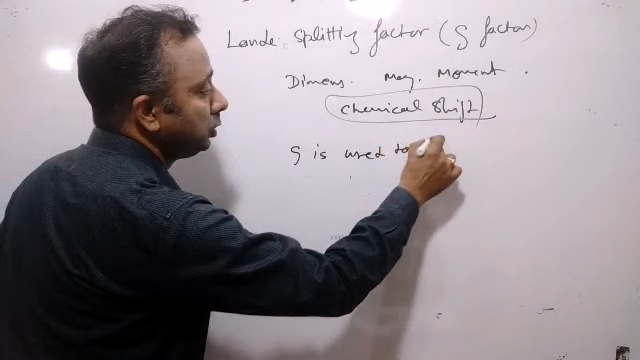 Lande splitting factor (g factor)
Dimens. Mag. Moment.
chemical shift
g is used to